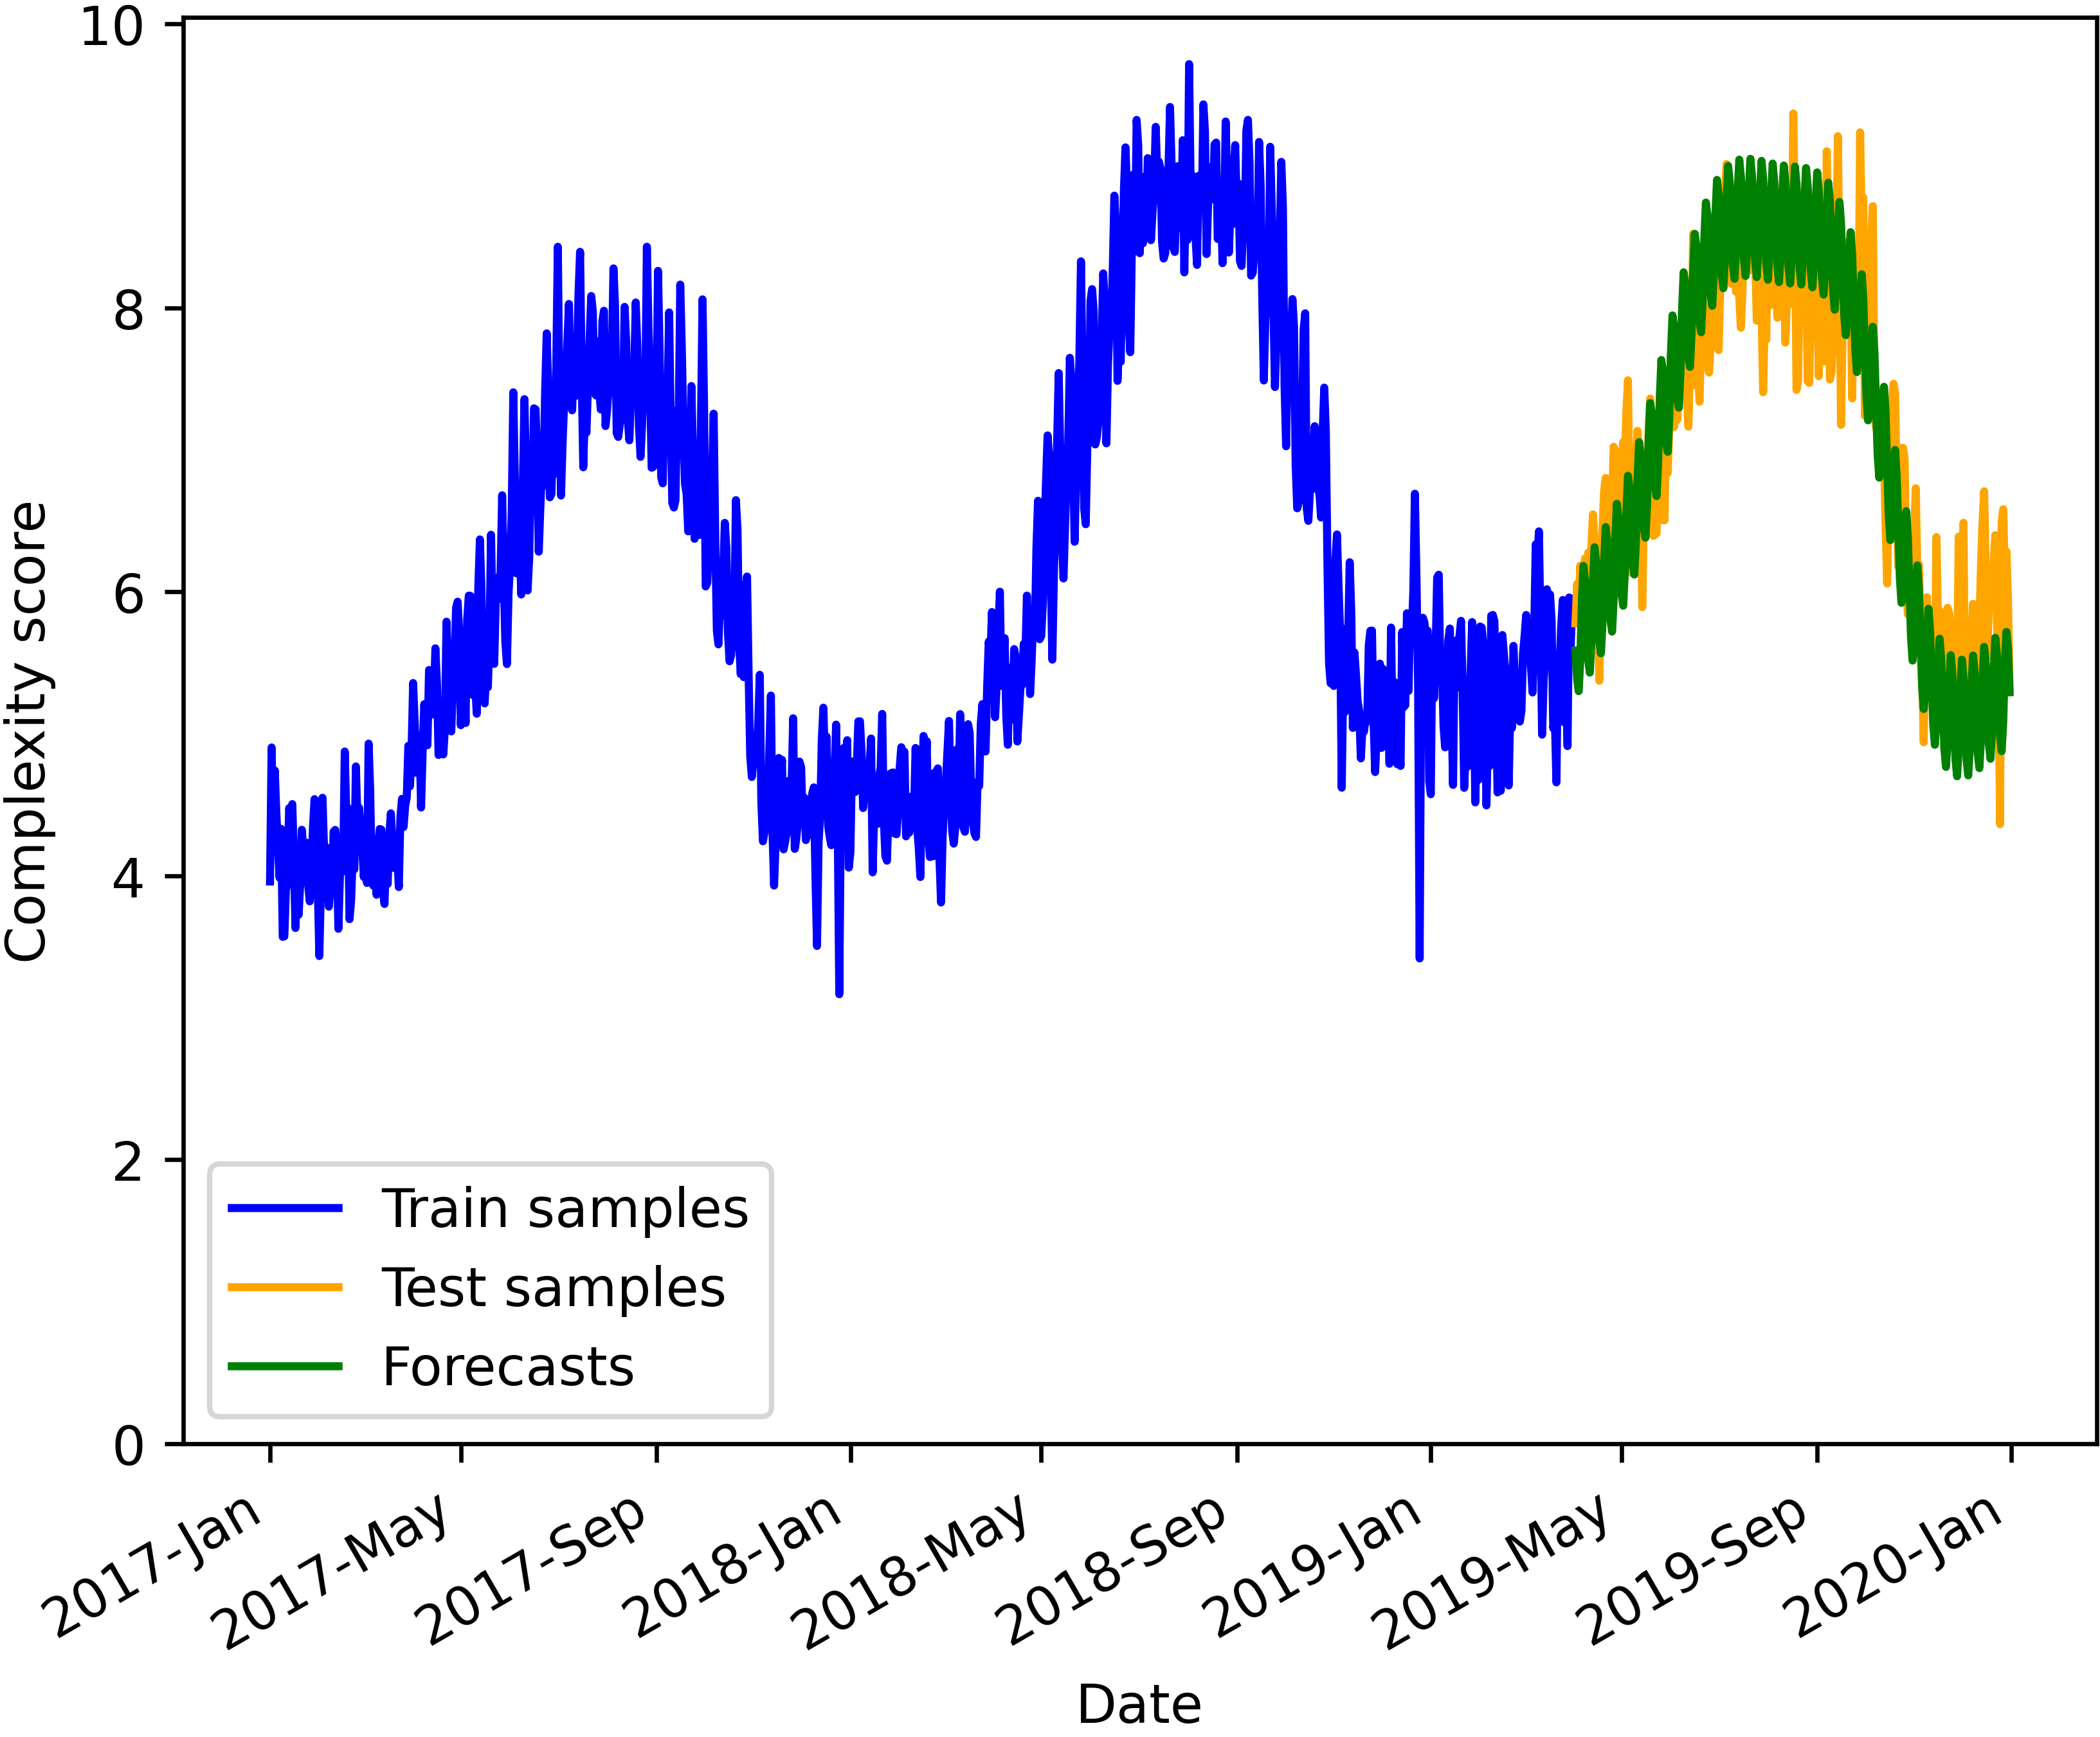 Complexity score
10
8
6
4
2
0
Train samples
Test samples
Forecasts
2017-Jan
2017-May
2017-Sep
2018-Jan
2018-May
2018-Sep
2019-Jan
2019-May
2019-Sep
2020-Jan
Date